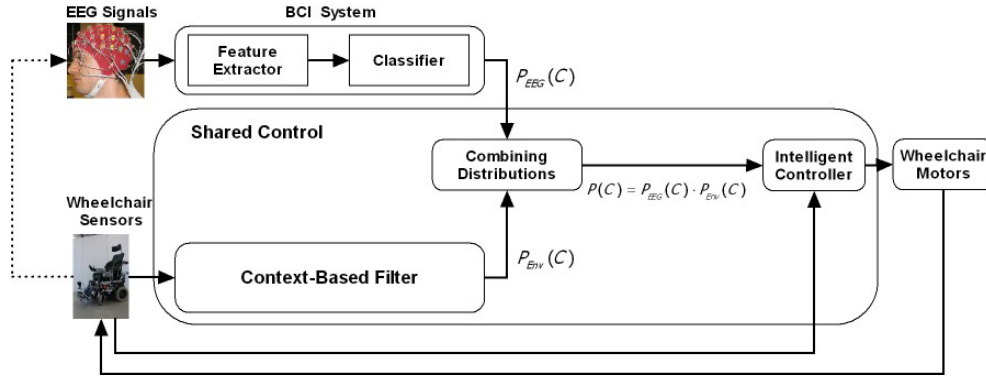 EEG Signals
BCI System
Feature
Extractor
Classifier
P_EEG(C)
Shared Control
Combining
Distributions
P(C) = P_EEG(C) · P_Env(C)
Intelligent
Controller
Wheelchair
Motors
Wheelchair
Sensors
Context-Based Filter
P_Env(C)